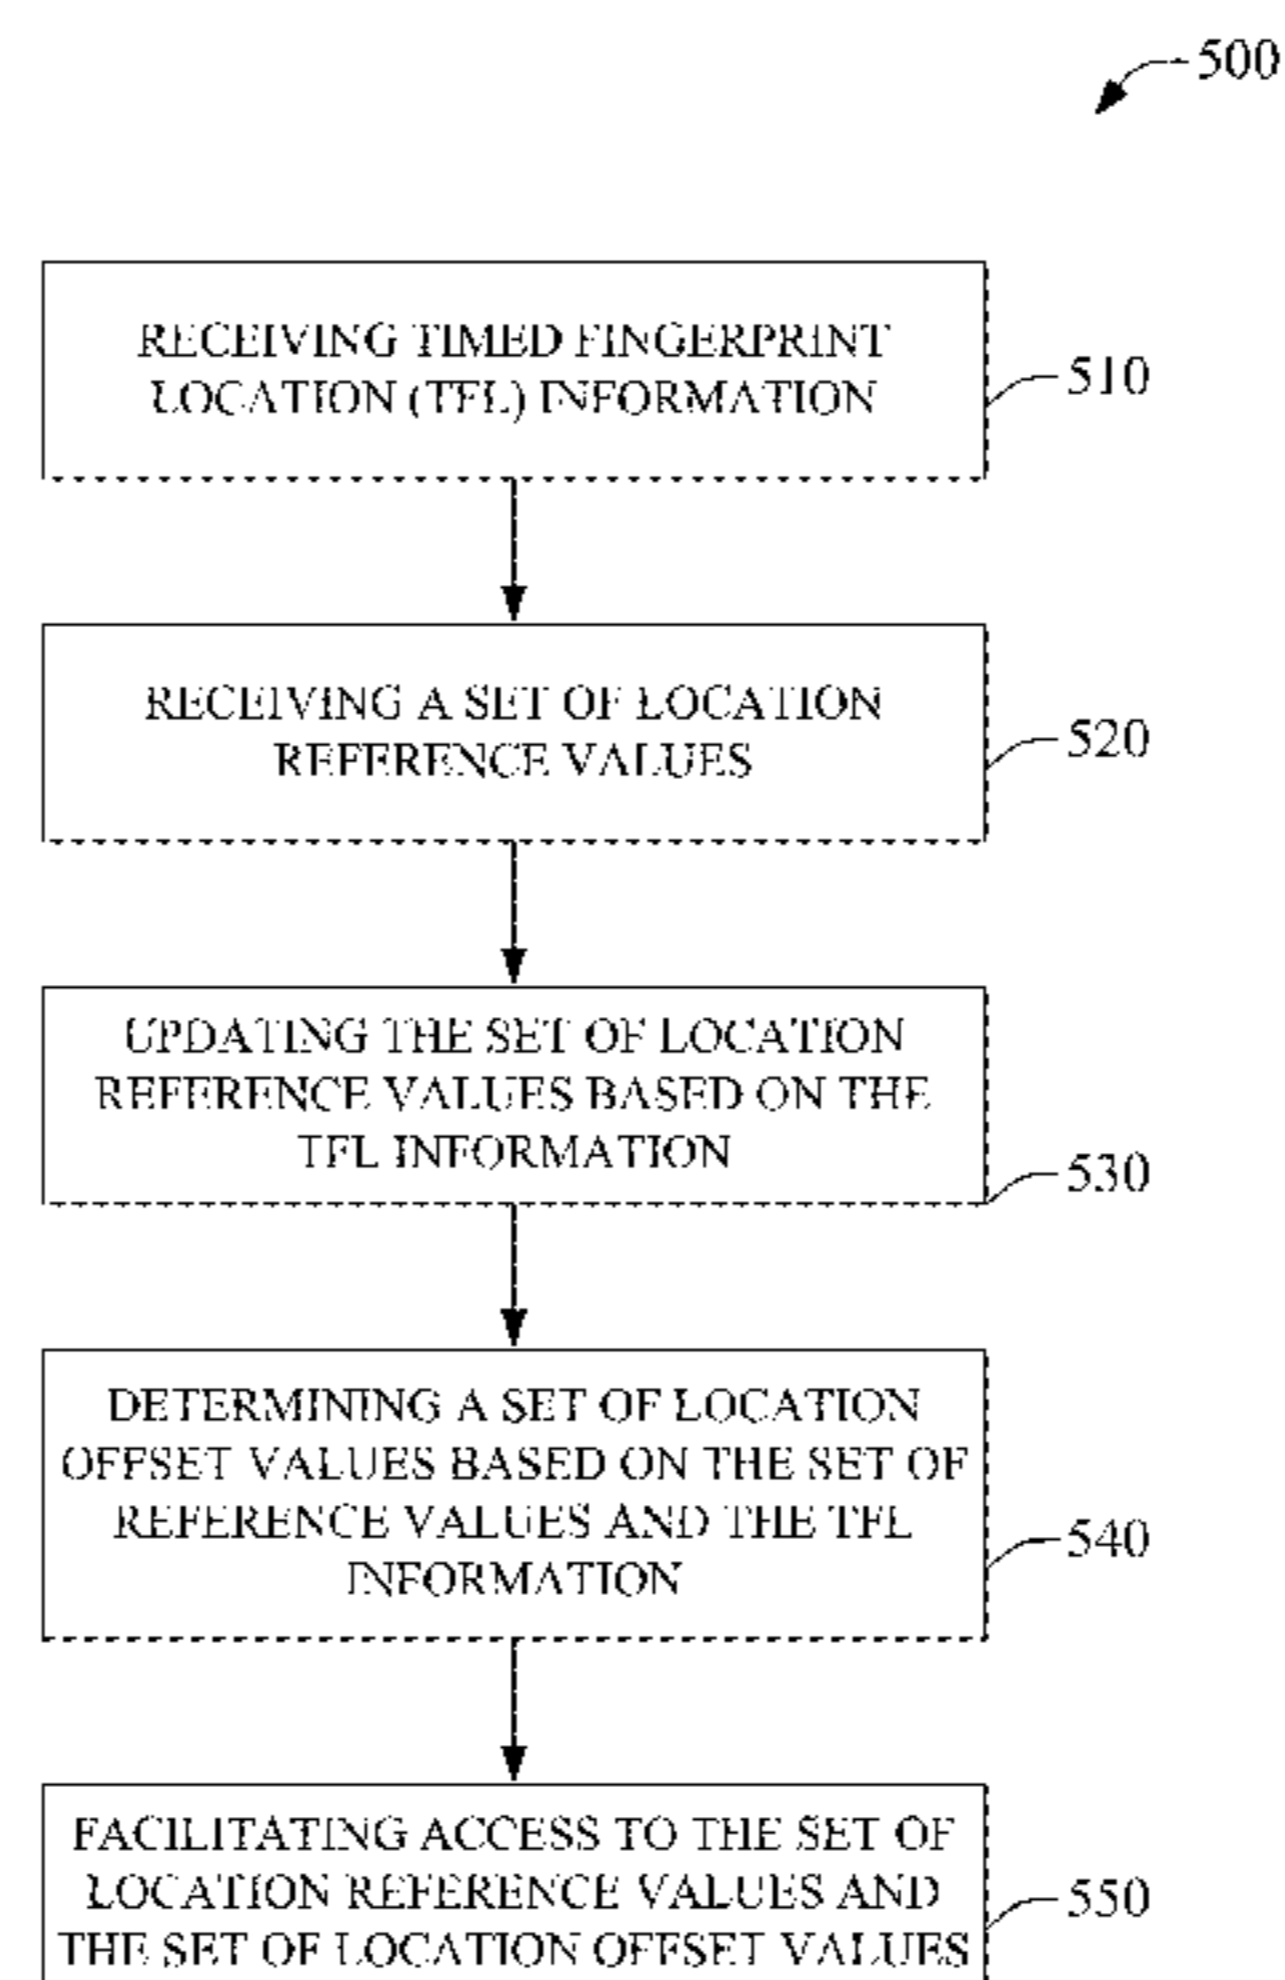 500
RECEIVING TIMED FINGERPRINT
LOCATION (TFL) INFORMATION
510
RECEIVING A SET OF LOCATION
REFERENCE VALUES
520
UPDATING THE SET OF LOCATION
REFERENCE VALUES BASED ON THE
TFL INFORMATION
530
DETERMINING A SET OF LOCATION
OFFSET VALUES BASED ON THE SET OF
REFERENCE VALUES AND THE TFL
INFORMATION
540
FACILITATING ACCESS TO THE SET OF
LOCATION REFERENCE VALUES AND
THE SET OF LOCATION OFFSET VALUES
550